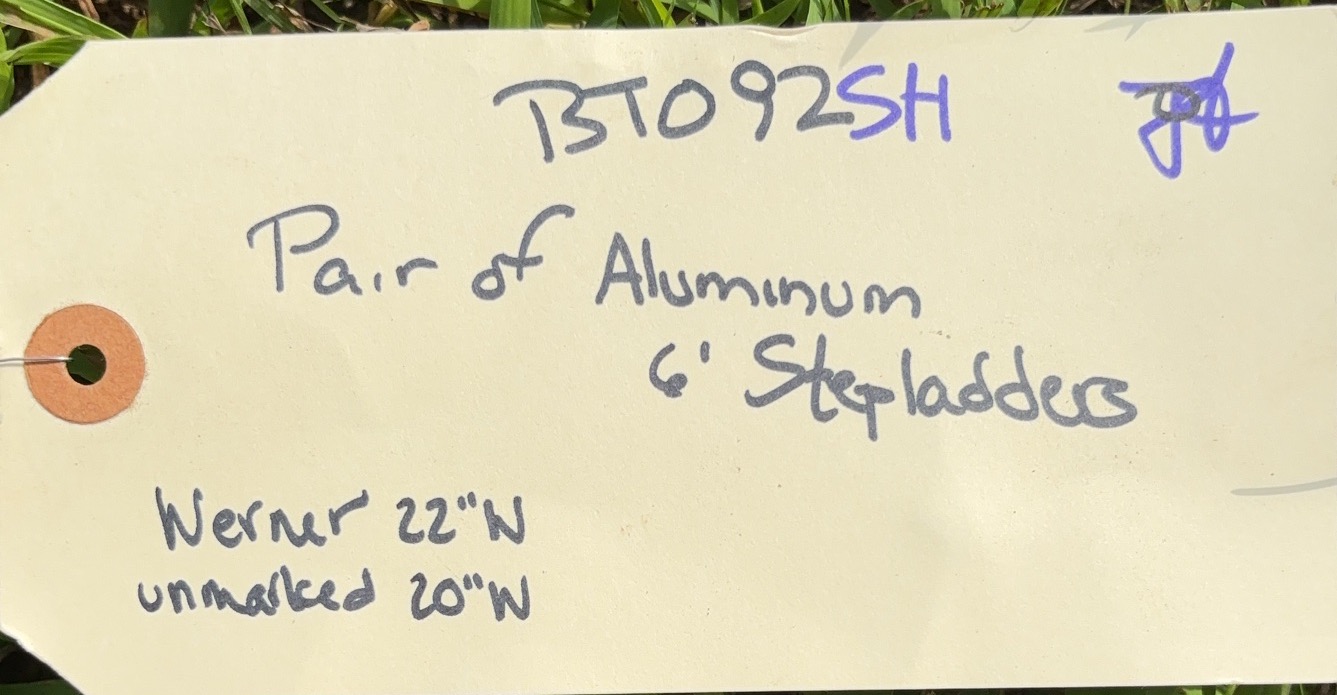 BT092SH
Pair of Aluminum
6' Stepladders
Werner 22"W
unmarked 20"W